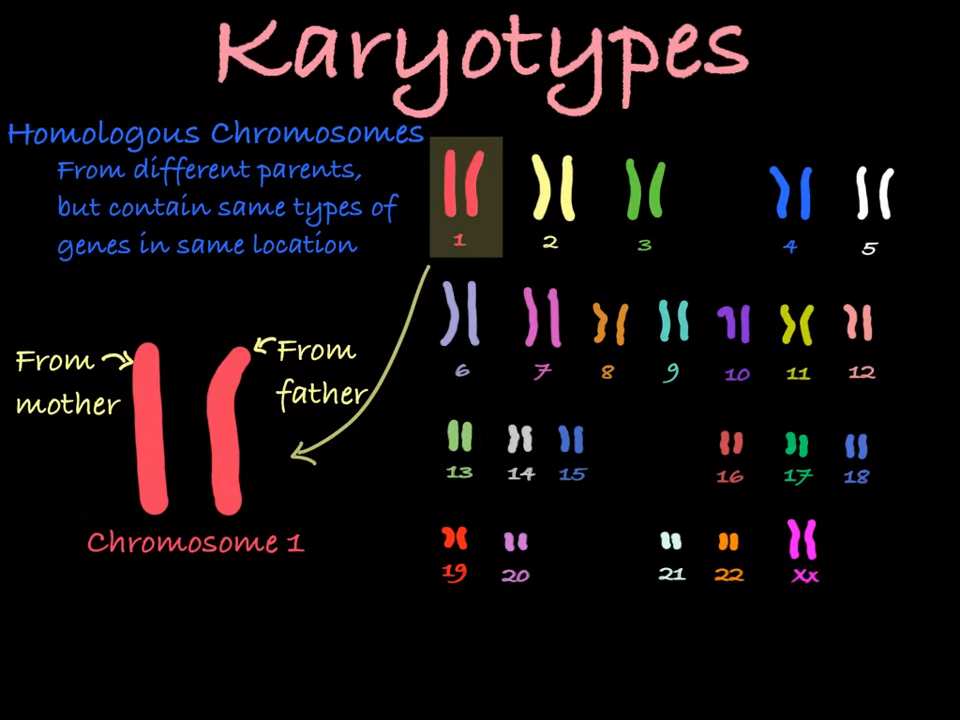 Karyotypes
Homologous Chromosomes
From different parents,
but contain same types of
genes in same location
1 2 3 4 5
6 7 8 9 10 11 12
From mother
From father
13 14 15 16 17 18
Chromosome 1
19 20 21 22 Xx